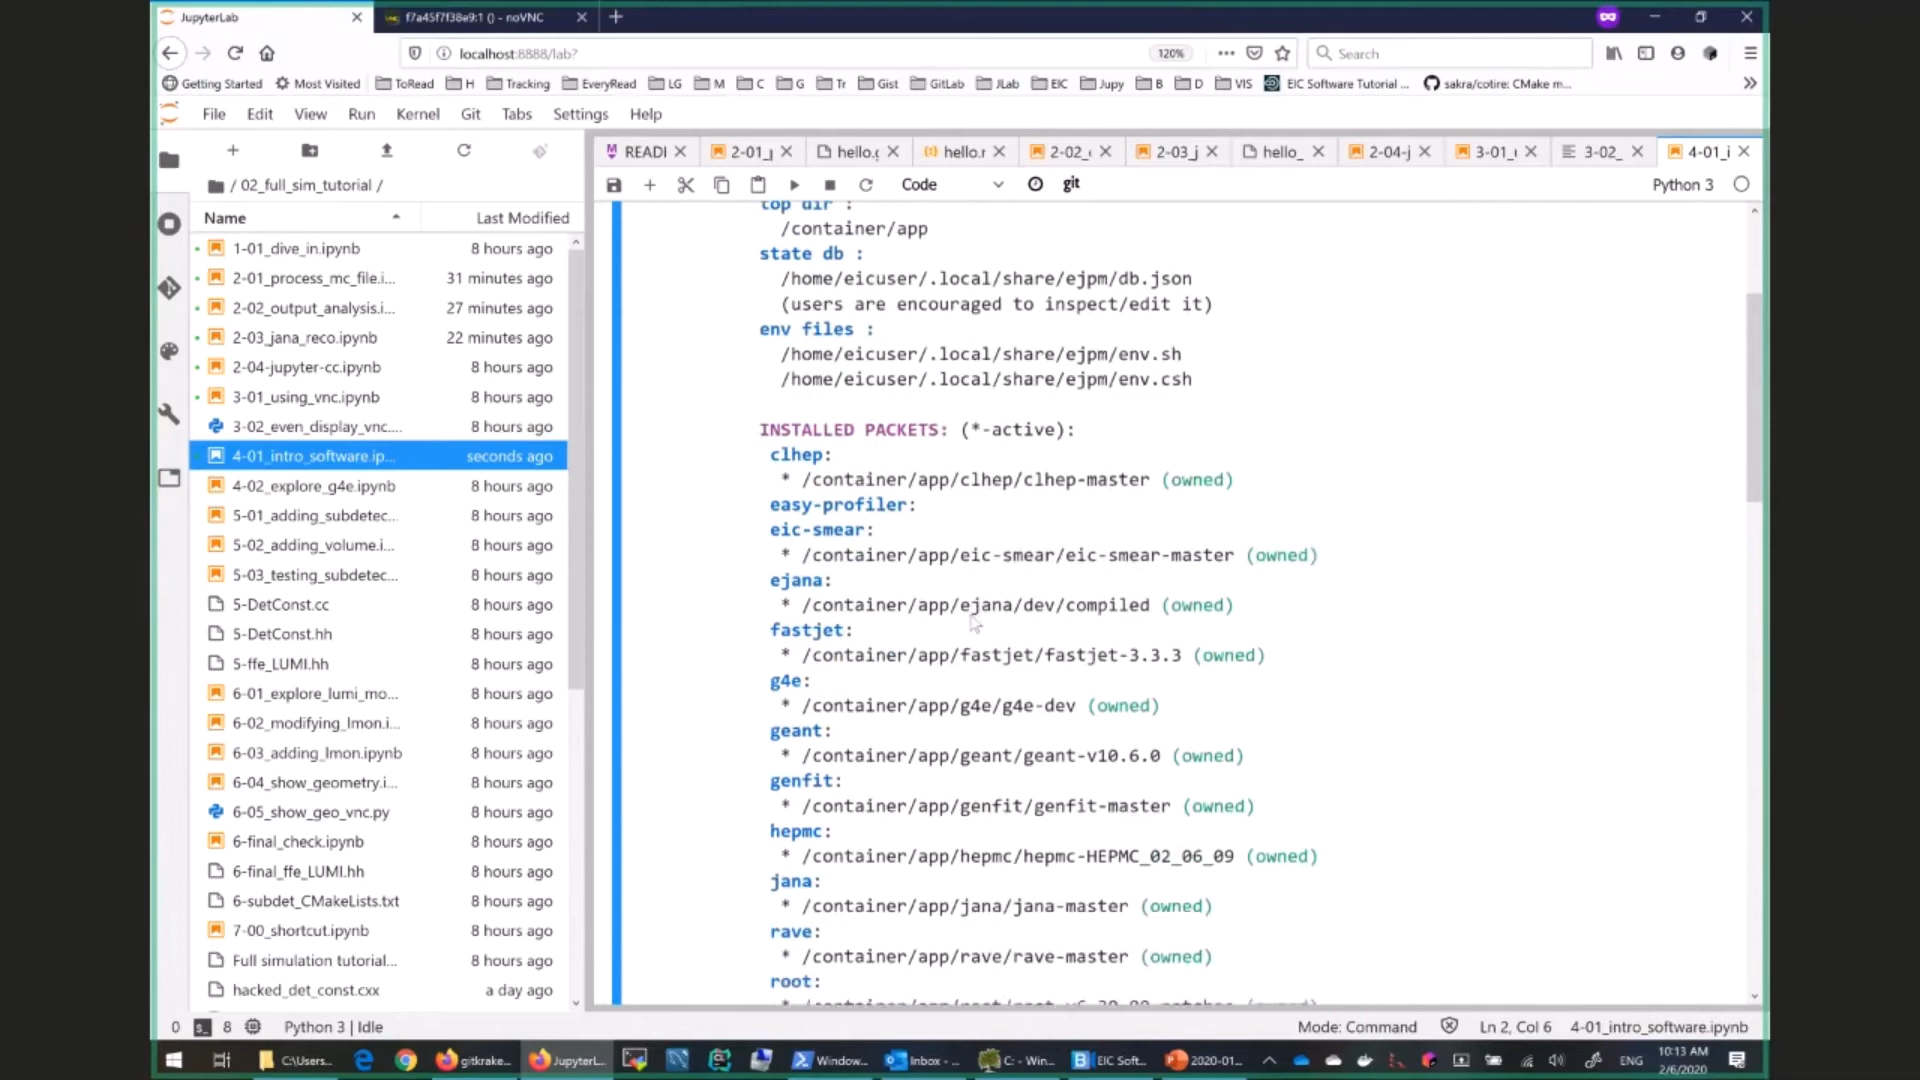 JupyterLab
f7a45f7f38e9:1 () - noVNC
localhost:8888/lab?
120%
Search
Getting Started
Most Visited
ToRead
H
Tracking
EveryRead
LG
M
C
G
Tr
Gist
GitLab
JLab
EIC
Jupy
B
D
VIS
EIC Software Tutorial ...
sakra/cotire: CMake m...
File Edit View Run Kernel Git Tabs Settings Help
/ 02_full_sim_tutorial /
Name Last Modified
1-01_dive_in.ipynb 8 hours ago
2-01_process_mc_file.i... 31 minutes ago
2-02_output_analysis.i... 27 minutes ago
2-03_jana_reco.ipynb 22 minutes ago
2-04-jupyter-cc.ipynb 8 hours ago
3-01_using_vnc.ipynb 8 hours ago
3-02_even_display_vnc.... 8 hours ago
4-01_intro_software.ip... seconds ago
4-02_explore_g4e.ipynb 8 hours ago
5-01_adding_subdetec... 8 hours ago
5-02_adding_volume.i... 8 hours ago
5-03_testing_subdetec... 8 hours ago
5-DetConst.cc 8 hours ago
5-DetConst.hh 8 hours ago
5-ffe_LUMI.hh 8 hours ago
6-01_explore_lumi_mo... 8 hours ago
6-02_modifying_lmon.i... 8 hours ago
6-03_adding_lmon.ipynb 8 hours ago
6-04_show_geometry.i... 8 hours ago
6-05_show_geo_vnc.py 8 hours ago
6-final_check.ipynb 8 hours ago
6-final_ffe_LUMI.hh 8 hours ago
6-subdet_CMakeLists.txt 8 hours ago
7-00_shortcut.ipynb 8 hours ago
Full simulation tutorial... 8 hours ago
hacked_det_const.cxx a day ago
READI
2-01_
hello.
hello.r
2-02_
2-03_j
hello_
2-04-j
3-01_
3-02_
4-01_i
Code
git
Python 3
top dir :
/container/app
state db :
/home/eicuser/.local/share/ejpm/db.json
(users are encouraged to inspect/edit it)
env files :
/home/eicuser/.local/share/ejpm/env.sh
/home/eicuser/.local/share/ejpm/env.csh
INSTALLED PACKETS: (*-active):
clhep:
* /container/app/clhep/clhep-master (owned)
easy-profiler:
eic-smear:
* /container/app/eic-smear/eic-smear-master (owned)
ejana:
* /container/app/ejana/dev/compiled (owned)
fastjet:
* /container/app/fastjet/fastjet-3.3.3 (owned)
g4e:
* /container/app/g4e/g4e-dev (owned)
geant:
* /container/app/geant/geant-v10.6.0 (owned)
genfit:
* /container/app/genfit/genfit-master (owned)
hepmc:
* /container/app/hepmc/hepmc-HEPMC_02_06_09 (owned)
jana:
* /container/app/jana/jana-master (owned)
rave:
* /container/app/rave/rave-master (owned)
root:
0
8
Python 3 | Idle
Mode: Command
Ln 2, Col 6
4-01_intro_software.ipynb
C:\Users...
gitkrake...
JupyterL...
Window...
Inbox - ...
C: - Win...
EIC Soft...
2020-01...
ENG
10:13 AM
2/6/2020